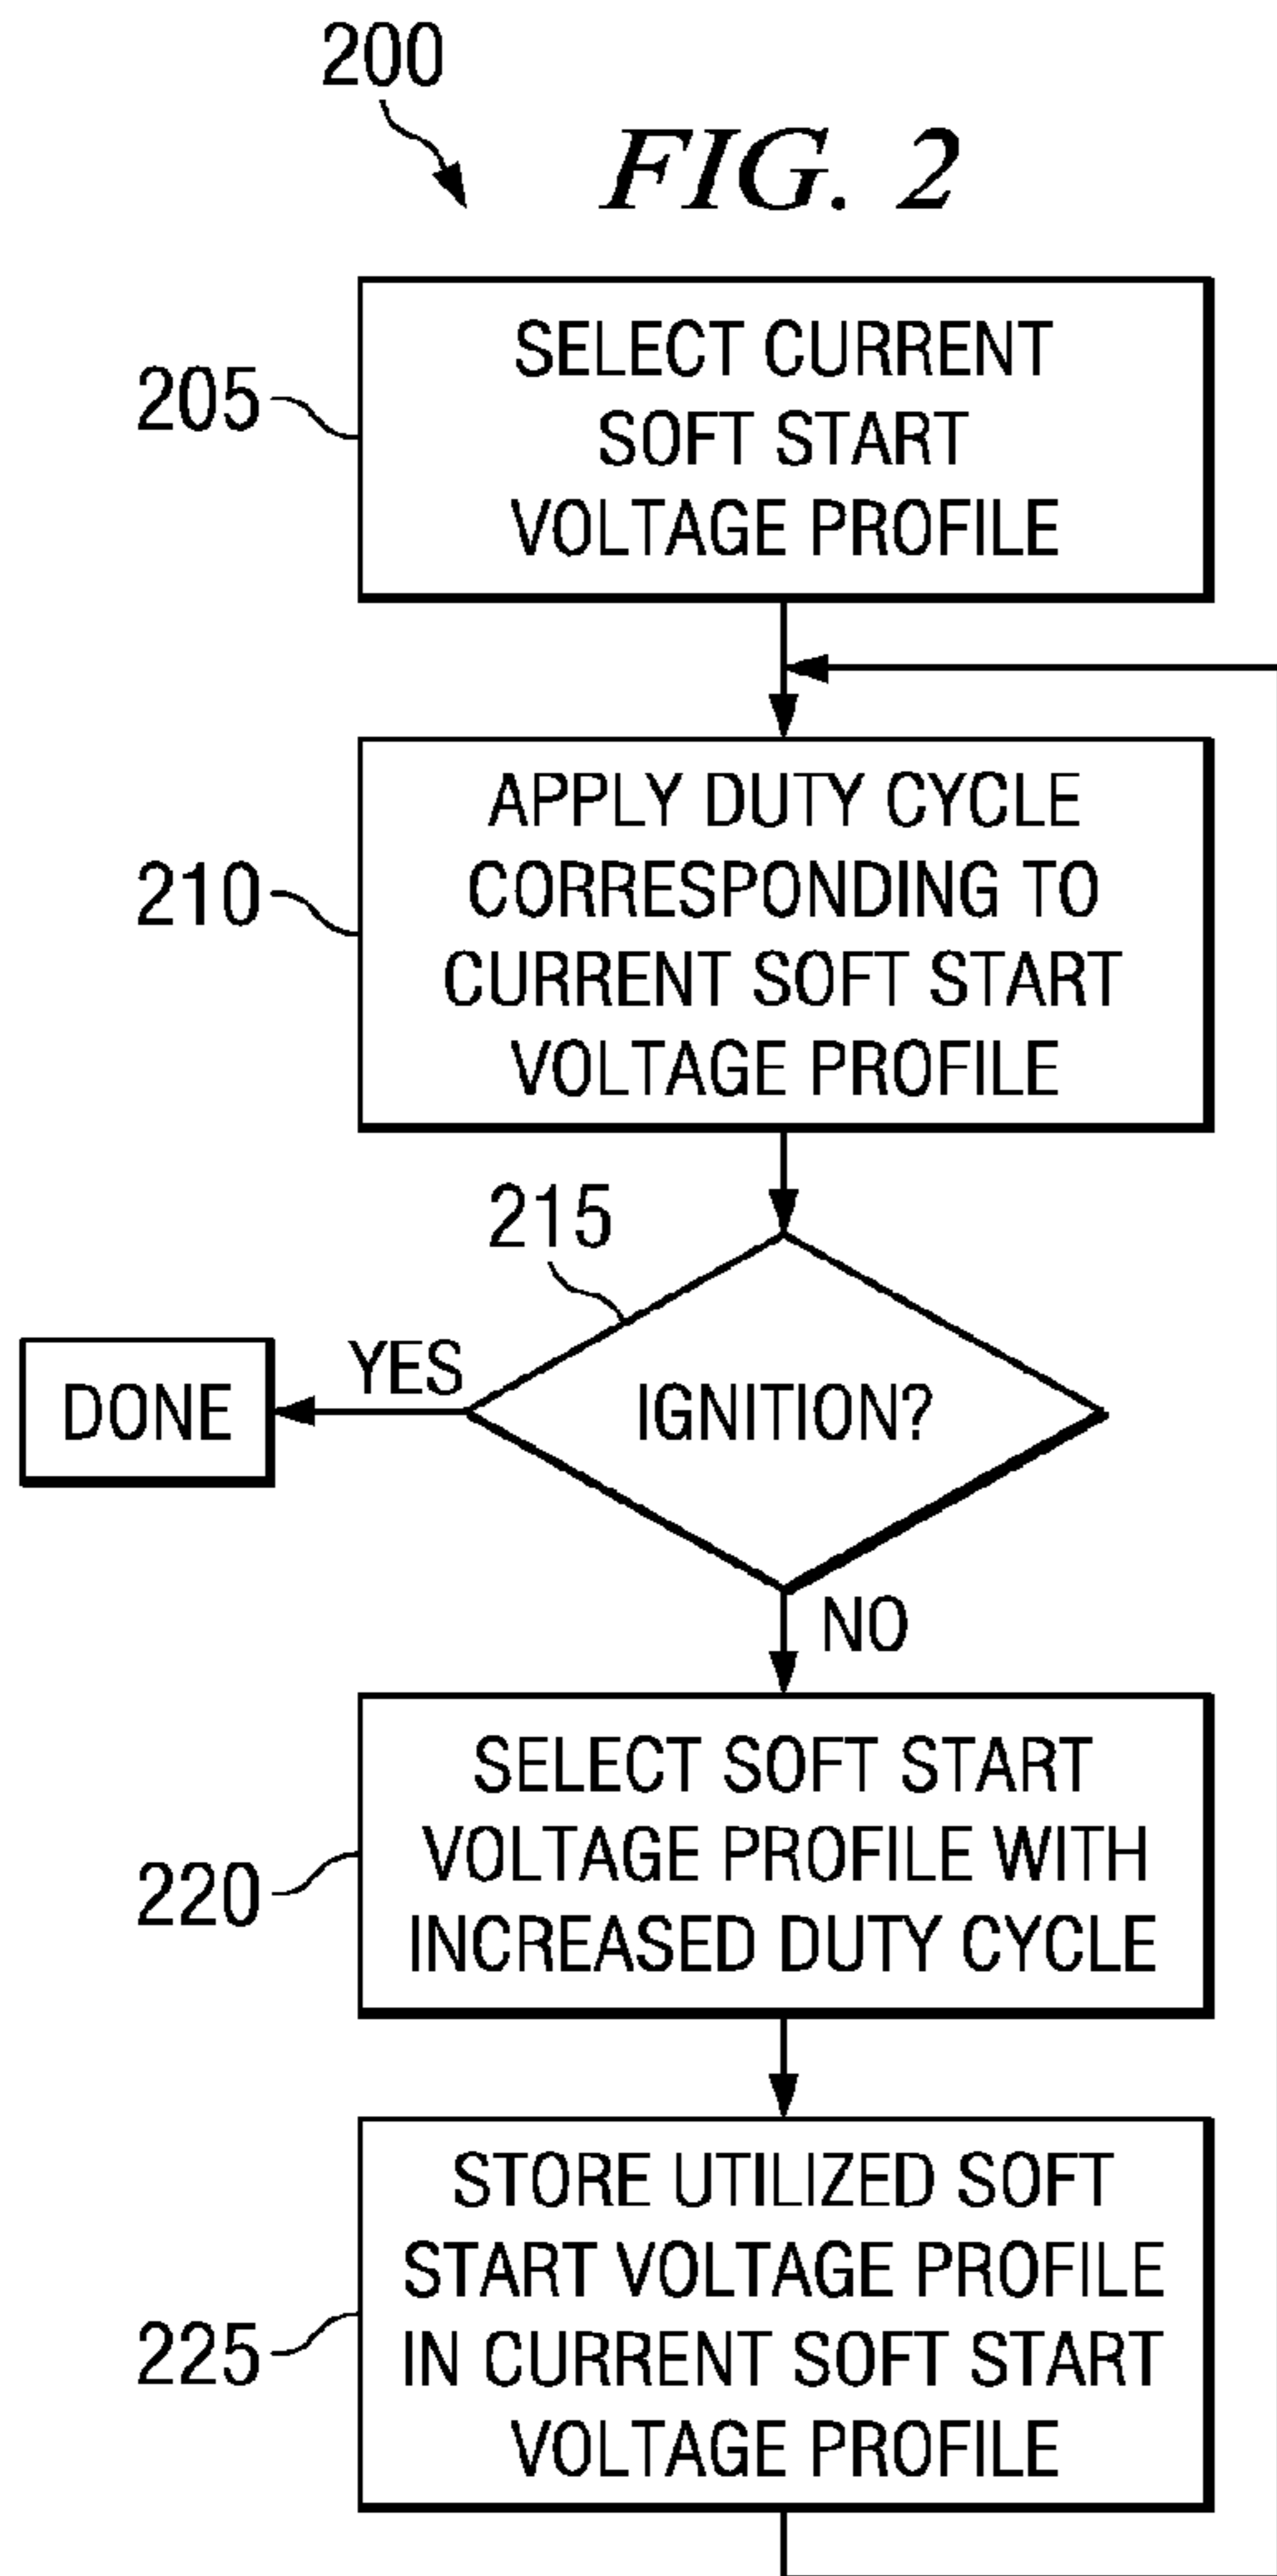 200
FIG. 2
205
SELECT CURRENT
SOFT START
VOLTAGE PROFILE
210
APPLY DUTY CYCLE
CORRESPONDING TO
CURRENT SOFT START
VOLTAGE PROFILE
215
IGNITION?
YES
DONE
NO
220
SELECT SOFT START
VOLTAGE PROFILE WITH
INCREASED DUTY CYCLE
225
STORE UTILIZED SOFT
START VOLTAGE PROFILE
IN CURRENT SOFT START
VOLTAGE PROFILE